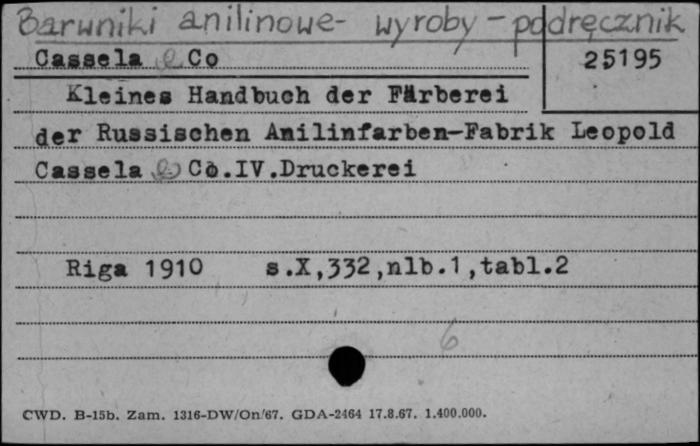 Barwniki anilinowe - wyroby - podręcznik
Cassela & Co
25195
Kleines Handbuch der Färberei
der Russischen Anilinfarben-Fabrik Leopold
Cassela & Co.IV.Druckerei
Riga 1910 s.X,332,nlb.1,tabl.2
6
CWD. B-15b. Zam. 1316-DW/On/67. GDA-2464 17.8.67. 1.400.000.